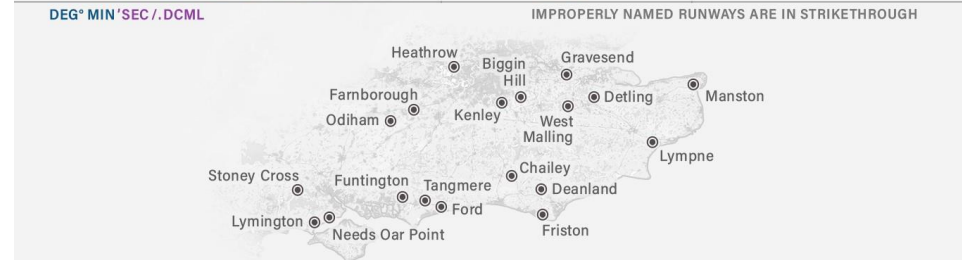 DEG° MIN'SEC/.DCML
IMPROPERLY NAMED RUNWAYS ARE IN STRIKETHROUGH
Heathrow
Biggin
Hill
Gravesend
Farnborough
Odiham
Kenley
West
Malling
Detling
Manston
Lympne
Stoney Cross
Funtington
Tangmere
Ford
Chailey
Deanland
Friston
Lymington
Needs Oar Point